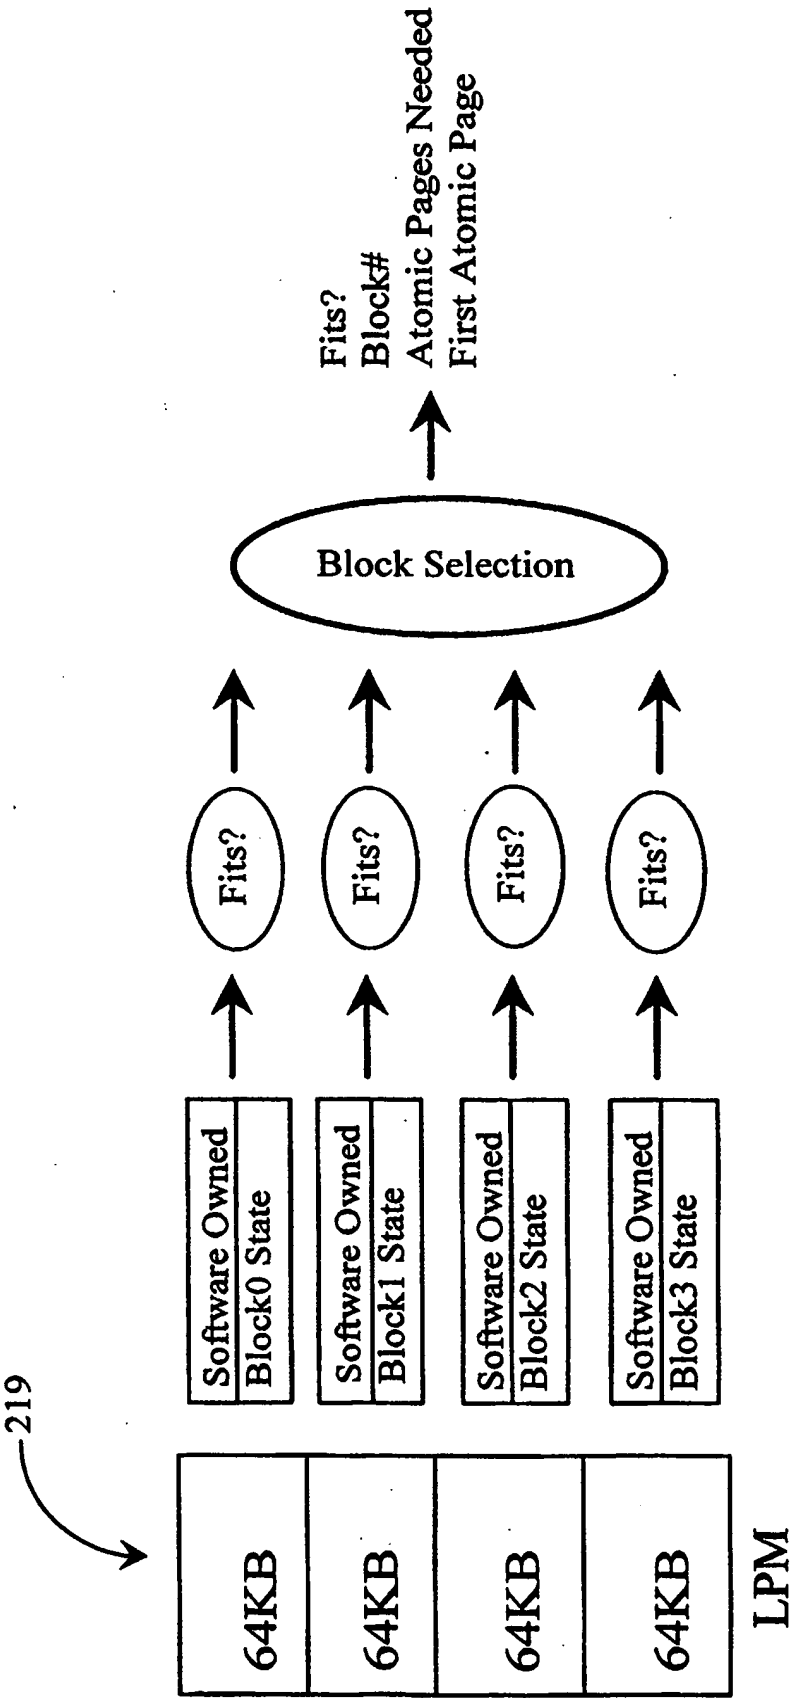 219
64KB
64KB
64KB
64KB
LPM
Software Owned
Block0 State
Software Owned
Block1 State
Software Owned
Block2 State
Software Owned
Block3 State
Fits?
Fits?
Fits?
Fits?
Block Selection
Fits?
Block#
Atomic Pages Needed
First Atomic Page